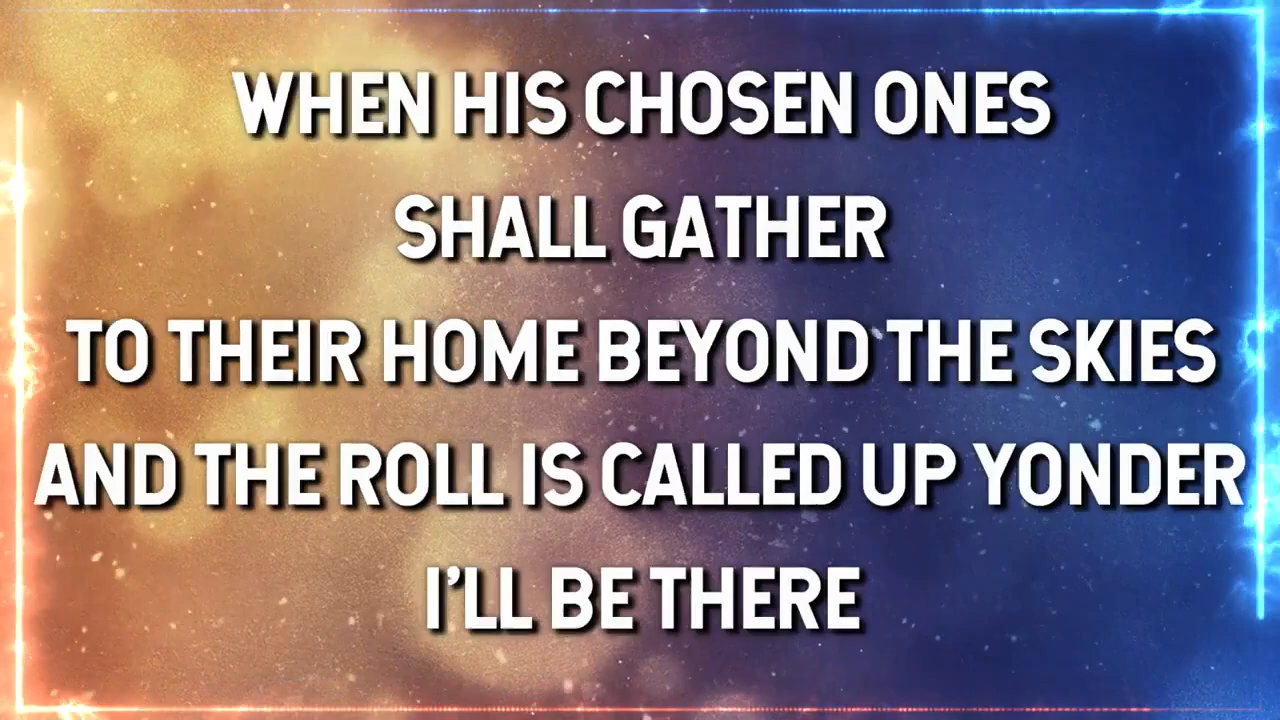 WHEN HIS CHOSEN ONES
SHALL GATHER
TO THEIR HOME BEYOND THE SKIES
AND THE ROLL IS CALLED UP YONDER
I'LL BE THERE